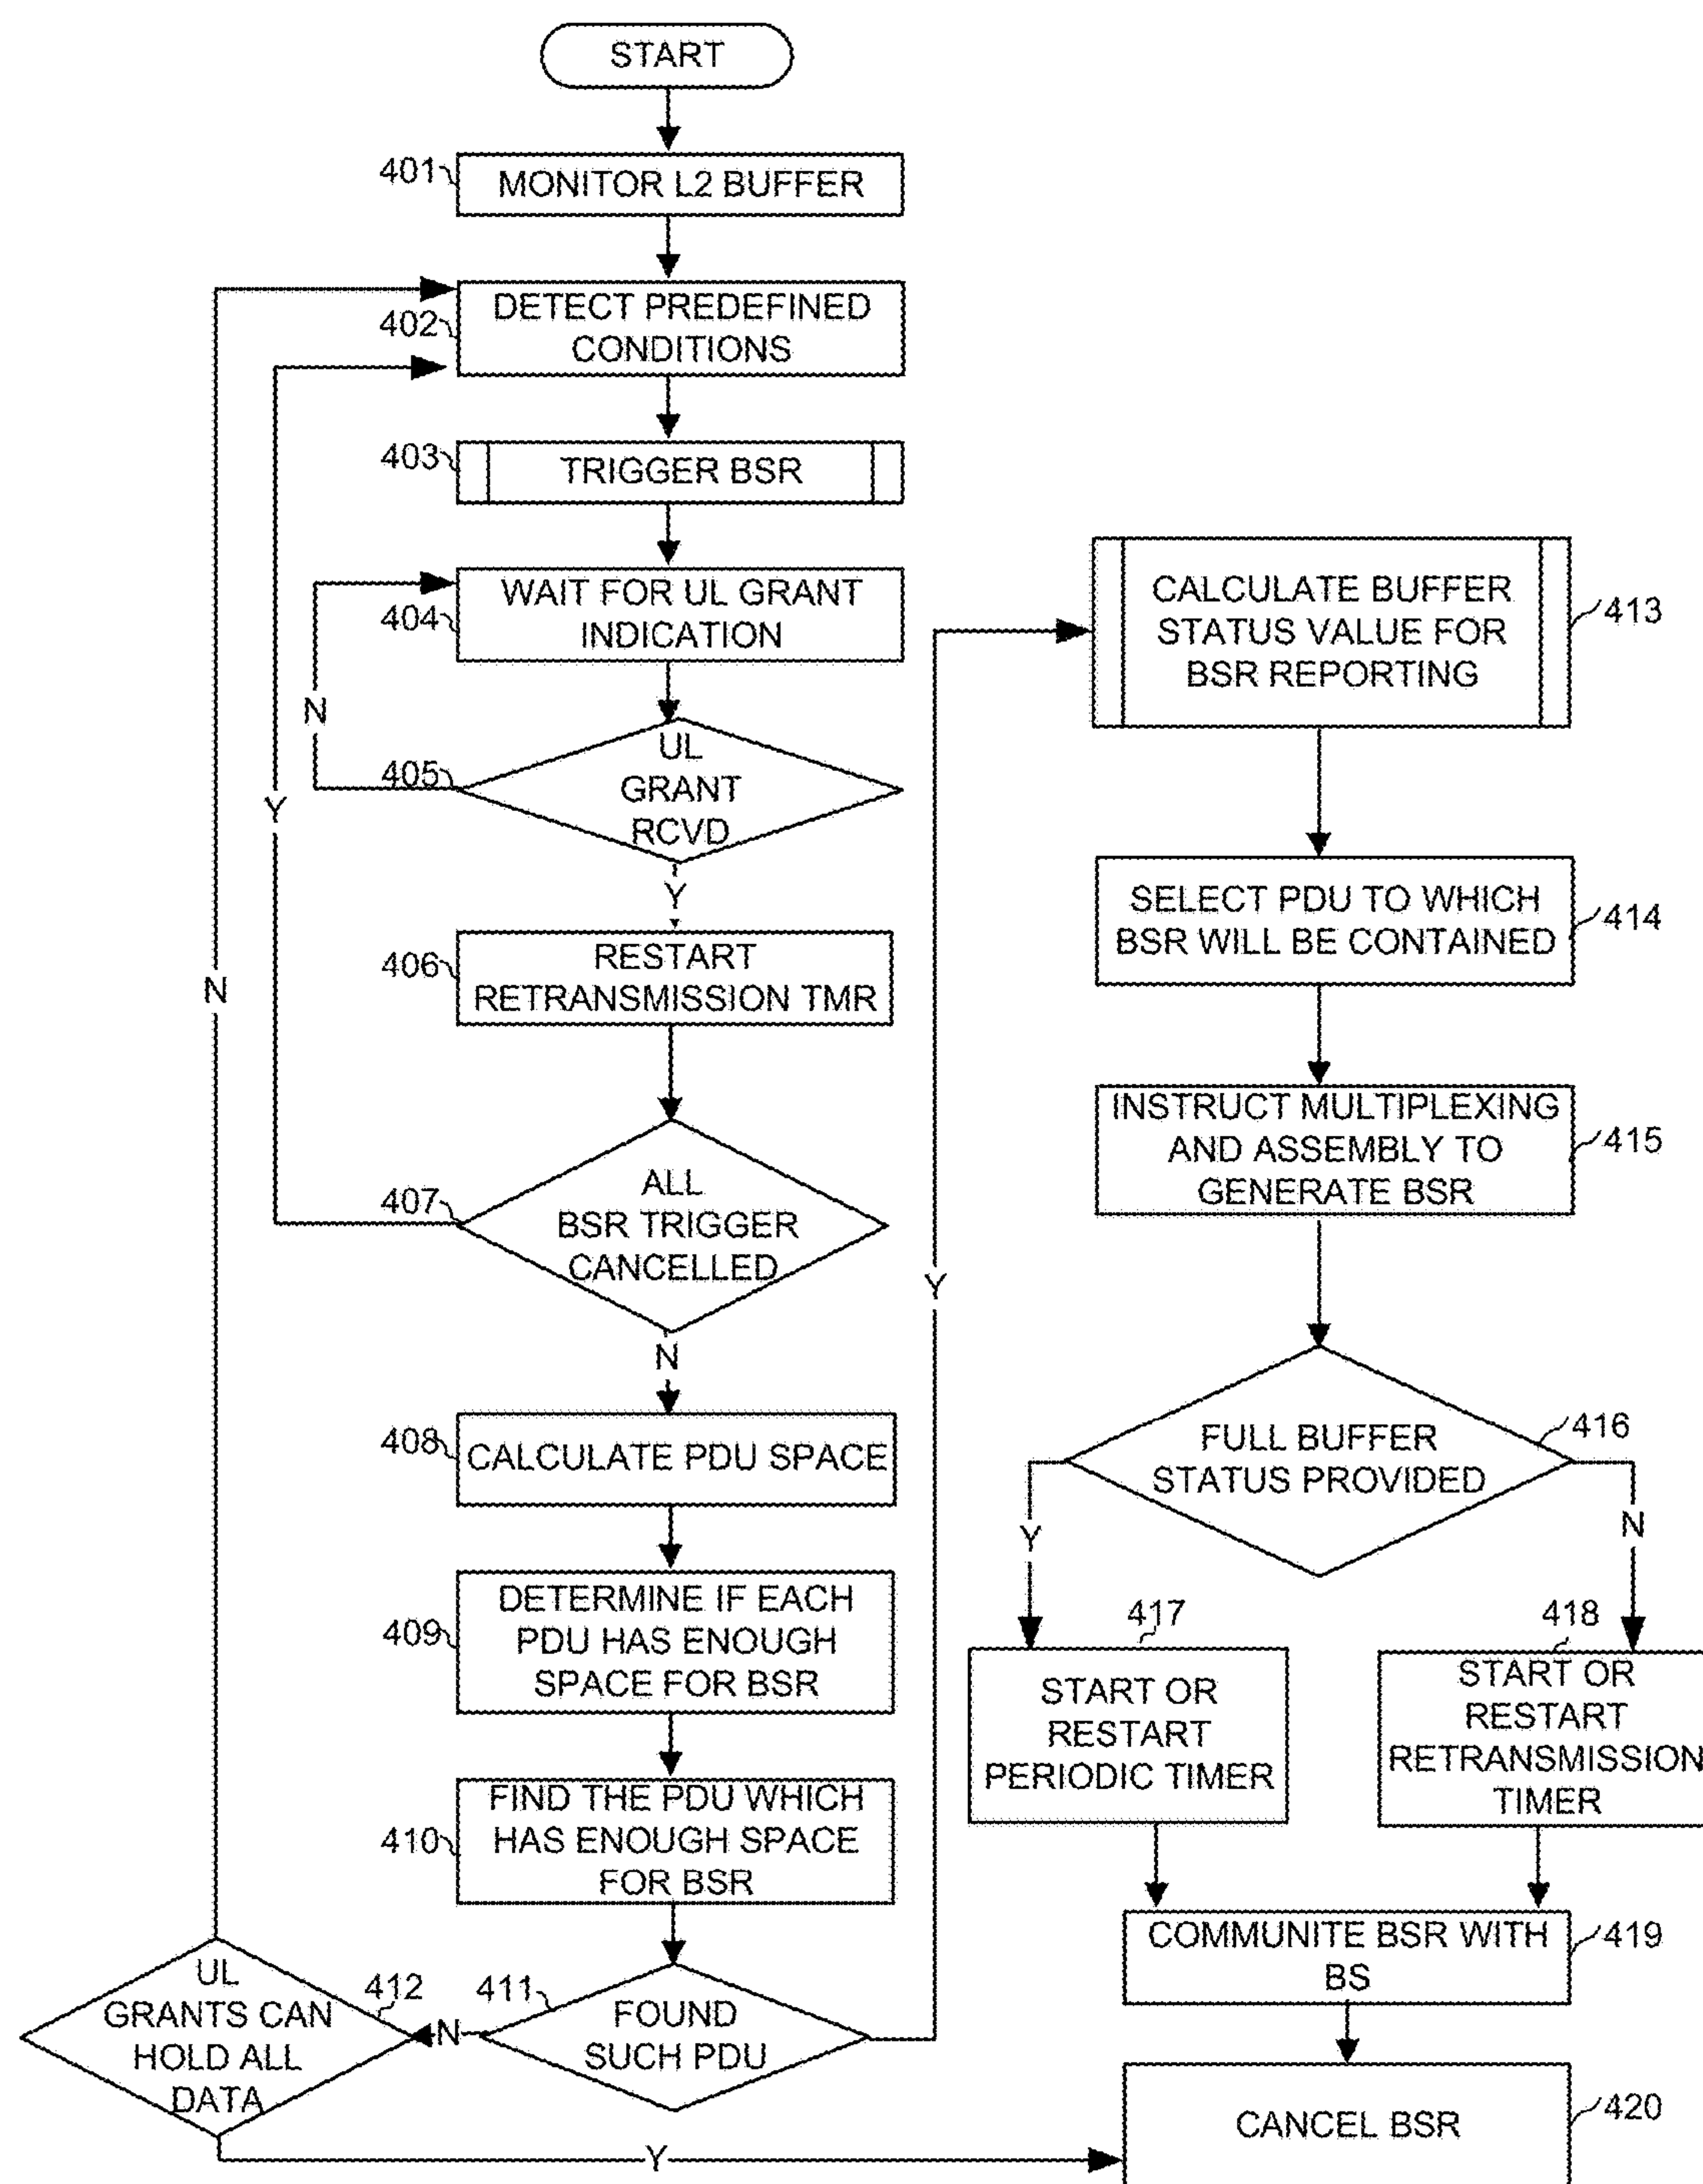 START
401
MONITOR L2 BUFFER
402
DETECT PREDEFINED
CONDITIONS
403
TRIGGER BSR
404
WAIT FOR UL GRANT
INDICATION
N
405
UL
GRANT
RCVD
Y
Y
406
RESTART
RETRANSMISSION TMR
N
407
ALL
BSR TRIGGER
CANCELLED
N
408
CALCULATE PDU SPACE
409
DETERMINE IF EACH
PDU HAS ENOUGH
SPACE FOR BSR
410
FIND THE PDU WHICH
HAS ENOUGH SPACE
FOR BSR
411
FOUND
SUCH PDU
N
412
UL
GRANTS CAN
HOLD ALL
DATA
Y
Y
CALCULATE BUFFER
STATUS VALUE FOR
BSR REPORTING
413
SELECT PDU TO WHICH
BSR WILL BE CONTAINED
414
INSTRUCT MULTIPLEXING
AND ASSEMBLY TO
GENERATE BSR
415
FULL BUFFER
STATUS PROVIDED
416
Y
N
417
START OR
RESTART
PERIODIC TIMER
418
START OR
RESTART
RETRANSMISSION
TIMER
COMMUNITE BSR WITH
BS
419
CANCEL BSR
420